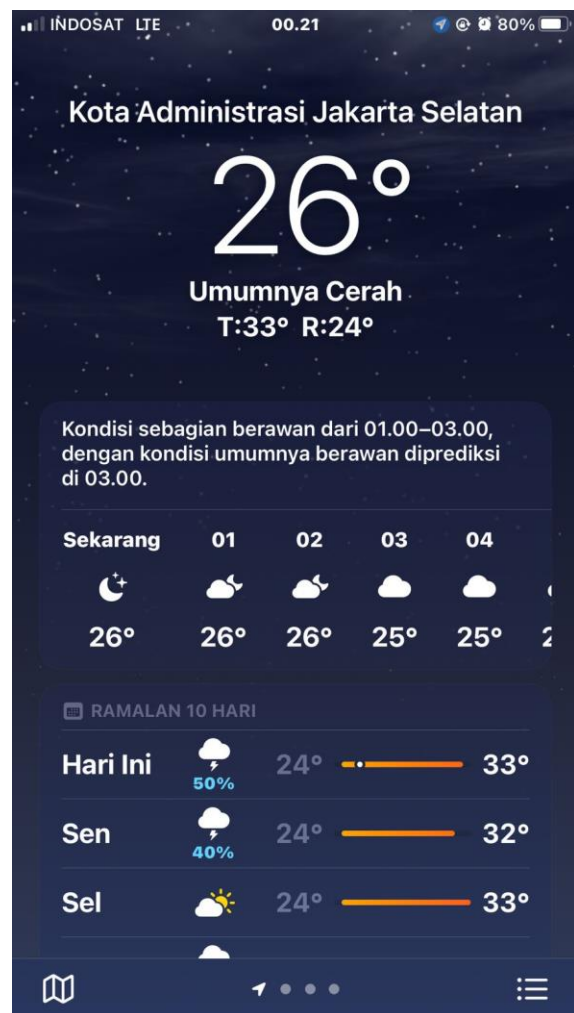 INDOSAT LTE 00.21 80%
Kota Administrasi Jakarta Selatan
26°
Umumnya Cerah
T:33° R:24°
Kondisi sebagian berawan dari 01.00–03.00,
dengan kondisi umumnya berawan diprediksi
di 03.00.
Sekarang 01 02 03 04
26° 26° 26° 25° 25°
RAMALAN 10 HARI
Hari Ini 50% 24° 33°
Sen 40% 24° 32°
Sel 24° 33°